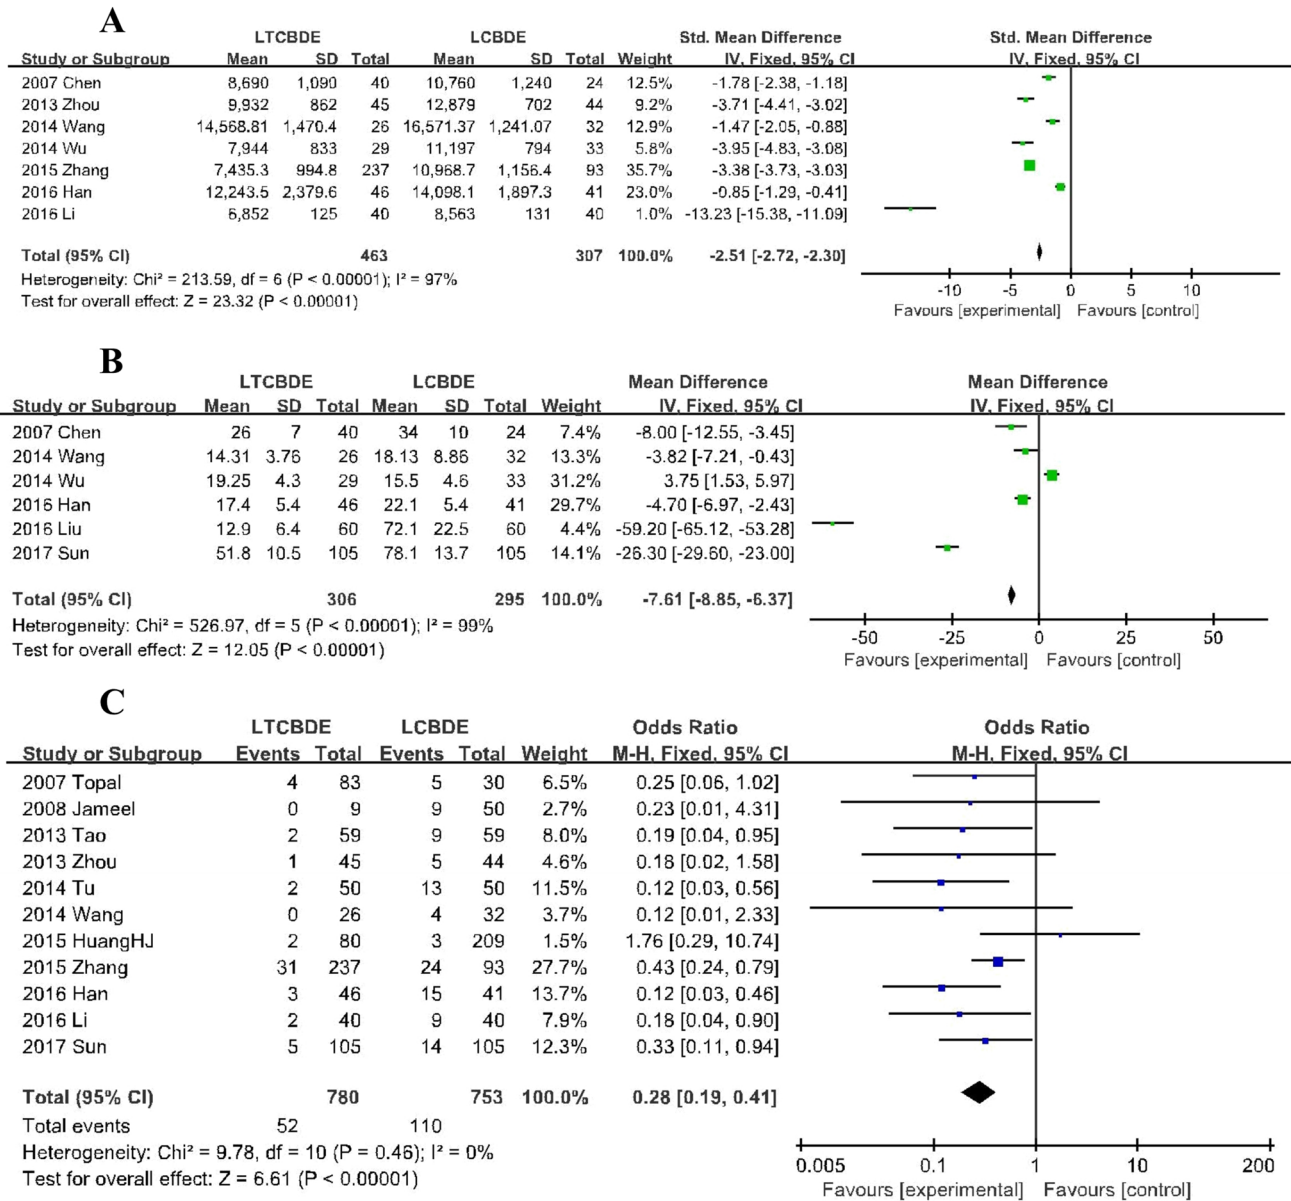 A
LTCBDE LCBDE Std. Mean Difference Std. Mean Difference
Study or Subgroup Mean SD Total Mean SD Total Weight IV, Fixed, 95% CI IV, Fixed, 95% CI
2007 Chen 8,690 1,090 40 10,760 1,240 24 12.5% -1.78 [-2.38, -1.18]
2013 Zhou 9,932 862 45 12,879 702 44 9.2% -3.71 [-4.41, -3.02]
2014 Wang 14,568.81 1,470.4 26 16,571.37 1,241.07 32 12.9% -1.47 [-2.05, -0.88]
2014 Wu 7,944 833 29 11,197 794 33 5.8% -3.95 [-4.83, -3.08]
2015 Zhang 7,435.3 994.8 237 10,968.7 1,156.4 93 35.7% -3.38 [-3.73, -3.03]
2016 Han 12,243.5 2,379.6 46 14,098.1 1,897.3 41 23.0% -0.85 [-1.29, -0.41]
2016 Li 6,852 125 40 8,563 131 40 1.0% -13.23 [-15.38, -11.09]
Total (95% CI) 463 307 100.0% -2.51 [-2.72, -2.30]
Heterogeneity: Chi² = 213.59, df = 6 (P < 0.00001); I² = 97%
Test for overall effect: Z = 23.32 (P < 0.00001)
-10 -5 0 5 10
Favours [experimental] Favours [control]
B
LTCBDE LCBDE Mean Difference Mean Difference
Study or Subgroup Mean SD Total Mean SD Total Weight IV, Fixed, 95% CI IV, Fixed, 95% CI
2007 Chen 26 7 40 34 10 24 7.4% -8.00 [-12.55, -3.45]
2014 Wang 14.31 3.76 26 18.13 8.86 32 13.3% -3.82 [-7.21, -0.43]
2014 Wu 19.25 4.3 29 15.5 4.6 33 31.2% 3.75 [1.53, 5.97]
2016 Han 17.4 5.4 46 22.1 5.4 41 29.7% -4.70 [-6.97, -2.43]
2016 Liu 12.9 6.4 60 72.1 22.5 60 4.4% -59.20 [-65.12, -53.28]
2017 Sun 51.8 10.5 105 78.1 13.7 105 14.1% -26.30 [-29.60, -23.00]
Total (95% CI) 306 295 100.0% -7.61 [-8.85, -6.37]
Heterogeneity: Chi² = 526.97, df = 5 (P < 0.00001); I² = 99%
Test for overall effect: Z = 12.05 (P < 0.00001)
-50 -25 0 25 50
Favours [experimental] Favours [control]
C
LTCBDE LCBDE Odds Ratio Odds Ratio
Study or Subgroup Events Total Events Total Weight M-H, Fixed, 95% CI M-H, Fixed, 95% CI
2007 Topal 4 83 5 30 6.5% 0.25 [0.06, 1.02]
2008 Jameel 0 9 9 50 2.7% 0.23 [0.01, 4.31]
2013 Tao 2 59 9 59 8.0% 0.19 [0.04, 0.95]
2013 Zhou 1 45 5 44 4.6% 0.18 [0.02, 1.58]
2014 Tu 2 50 13 50 11.5% 0.12 [0.03, 0.56]
2014 Wang 0 26 4 32 3.7% 0.12 [0.01, 2.33]
2015 HuangHJ 2 80 3 209 1.5% 1.76 [0.29, 10.74]
2015 Zhang 31 237 24 93 27.7% 0.43 [0.24, 0.79]
2016 Han 3 46 15 41 13.7% 0.12 [0.03, 0.46]
2016 Li 2 40 9 40 7.9% 0.18 [0.04, 0.90]
2017 Sun 5 105 14 105 12.3% 0.33 [0.11, 0.94]
Total (95% CI) 780 753 100.0% 0.28 [0.19, 0.41]
Total events 52 110
Heterogeneity: Chi² = 9.78, df = 10 (P = 0.46); I² = 0%
Test for overall effect: Z = 6.61 (P < 0.00001)
0.005 0.1 1 10 200
Favours [experimental] Favours [control]